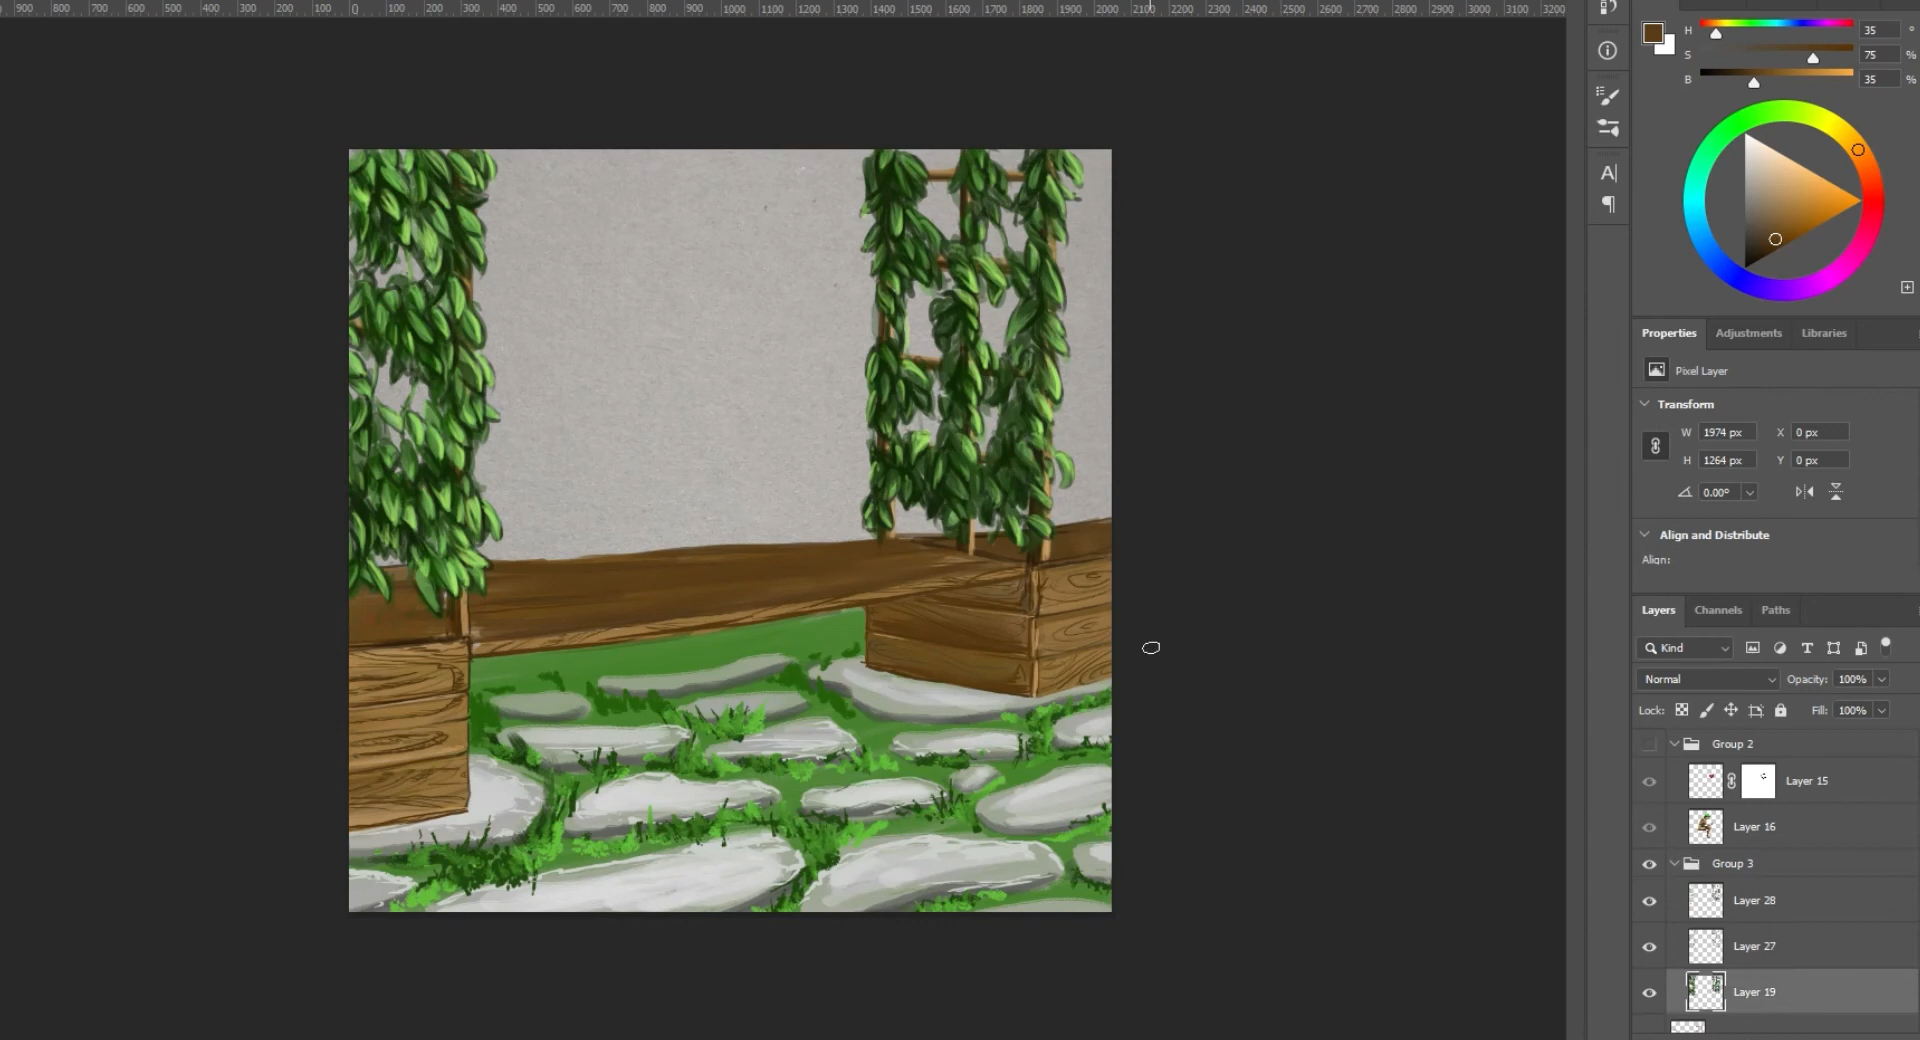 900 800 700 600 500 400 300 200 100 0 100 200 300 400 500 600 700 800 900 1000 1100 1200 1300 1400 1500 1600 1700 1800 1900 2000 2100 2200 2300 2400 2500 2600 2700 2800 2900 3000 3100 3200
H 35 °
S 75 %
B 35 %
A|
Properties Adjustments Libraries
Pixel Layer
Transform
W 1974 px X 0 px
H 1264 px Y 0 px
0.00°
Align and Distribute
Align:
Layers Channels Paths
Kind
Normal Opacity: 100%
Lock: Fill: 100%
Group 2
Layer 15
Layer 16
Group 3
Layer 28
Layer 27
Layer 19